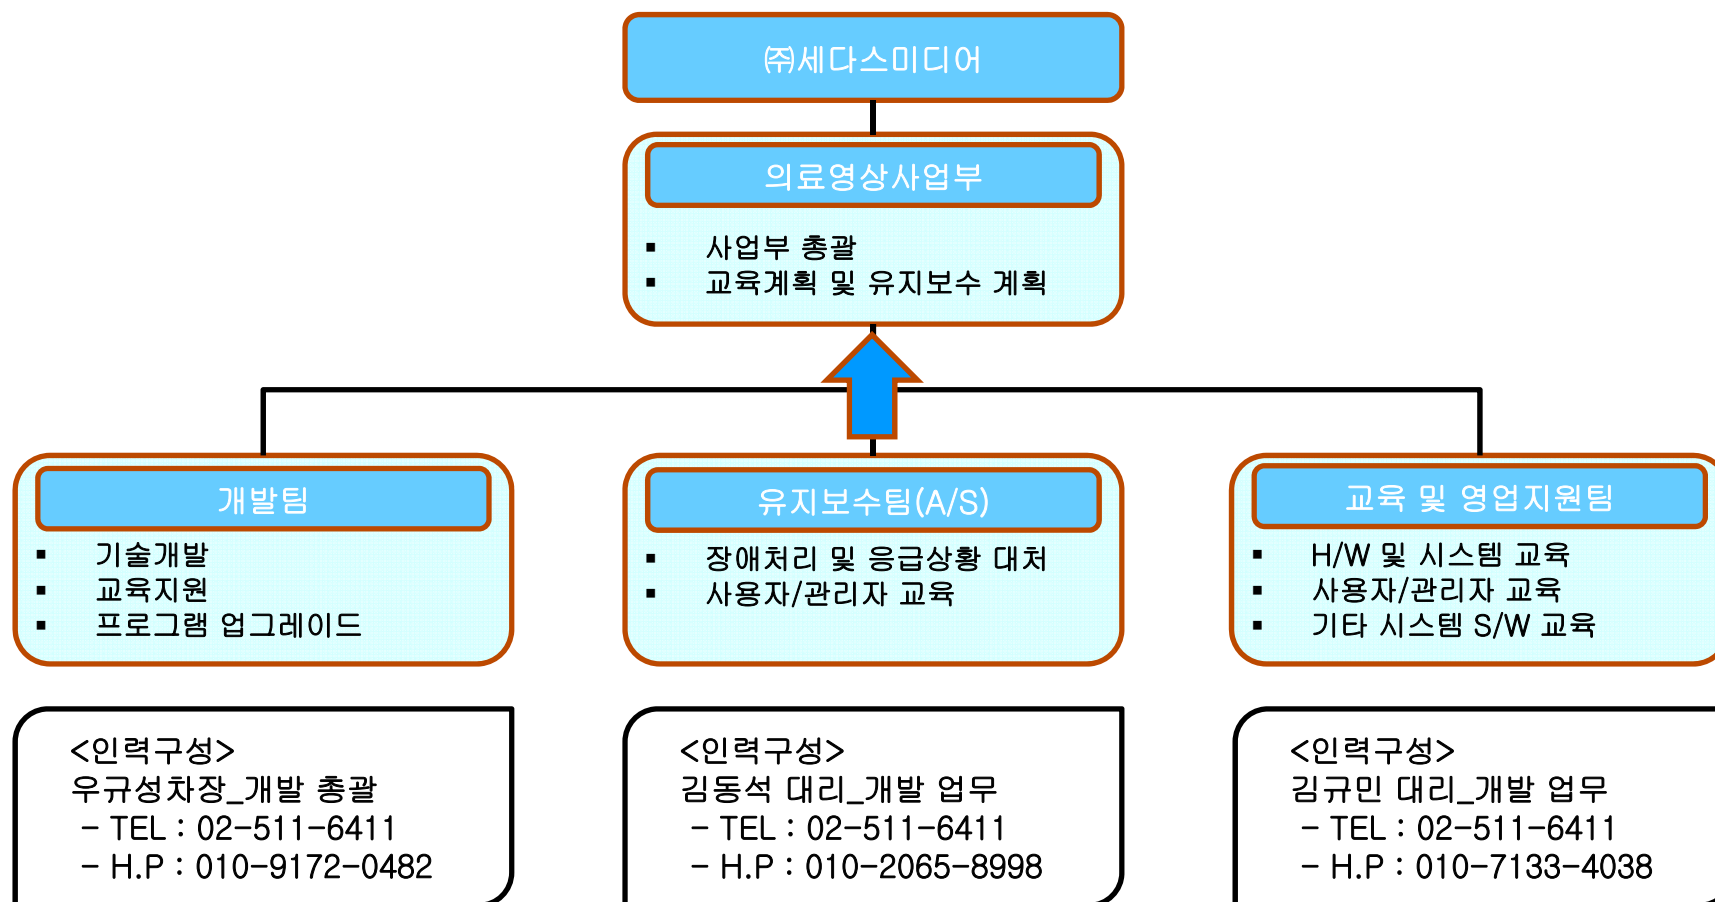 ㈜세다스미디어
의료영상사업부
▪ 사업부 총괄
▪ 교육계획 및 유지보수 계획
개발팀
▪ 기술개발
▪ 교육지원
▪ 프로그램 업그레이드
유지보수팀(A/S)
▪ 장애처리 및 응급상황 대처
▪ 사용자/관리자 교육
교육 및 영업지원팀
▪ H/W 및 시스템 교육
▪ 사용자/관리자 교육
▪ 기타 시스템 S/W 교육
<인력구성>
우규성차장_개발 총괄
- TEL : 02-511-6411
- H.P : 010-9172-0482
<인력구성>
김동석 대리_개발 업무
- TEL : 02-511-6411
- H.P : 010-2065-8998
<인력구성>
김규민 대리_개발 업무
- TEL : 02-511-6411
- H.P : 010-7133-4038